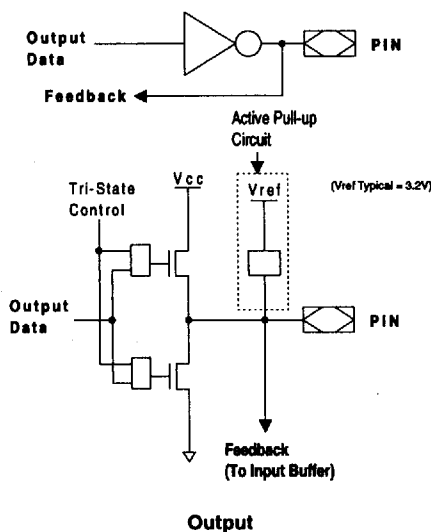 Output
Data
PIN
Feedback
Active Pull-up
Circuit
Vcc
Vref
(Vref Typical = 3.2V)
Tri-State
Control
Output
Data
PIN
Feedback
(To Input Buffer)
Output